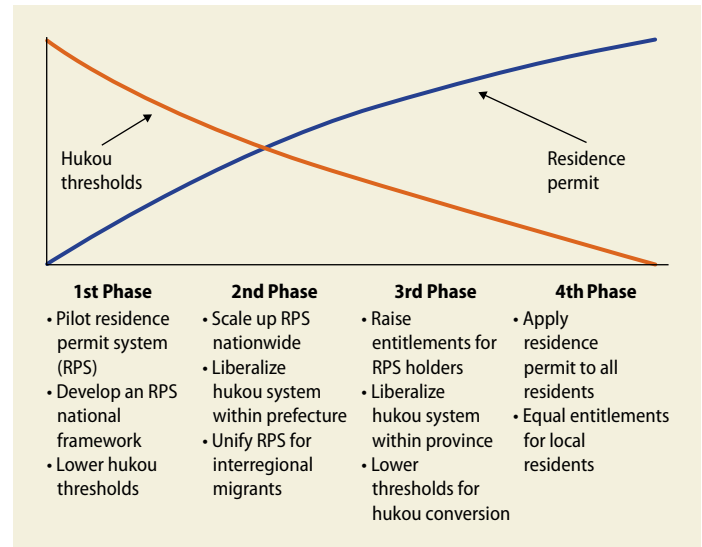 Hukou
thresholds
Residence
permit
1st Phase
• Pilot residence
permit system
(RPS)
• Develop an RPS
national
framework
• Lower hukou
thresholds
2nd Phase
• Scale up RPS
nationwide
• Liberalize
hukou system
within prefecture
• Unify RPS for
interregional
migrants
3rd Phase
• Raise
entitlements for
RPS holders
• Liberalize
hukou system
within province
• Lower
thresholds for
hukou conversion
4th Phase
• Apply
residence
permit to all
residents
• Equal entitlements
for local
residents